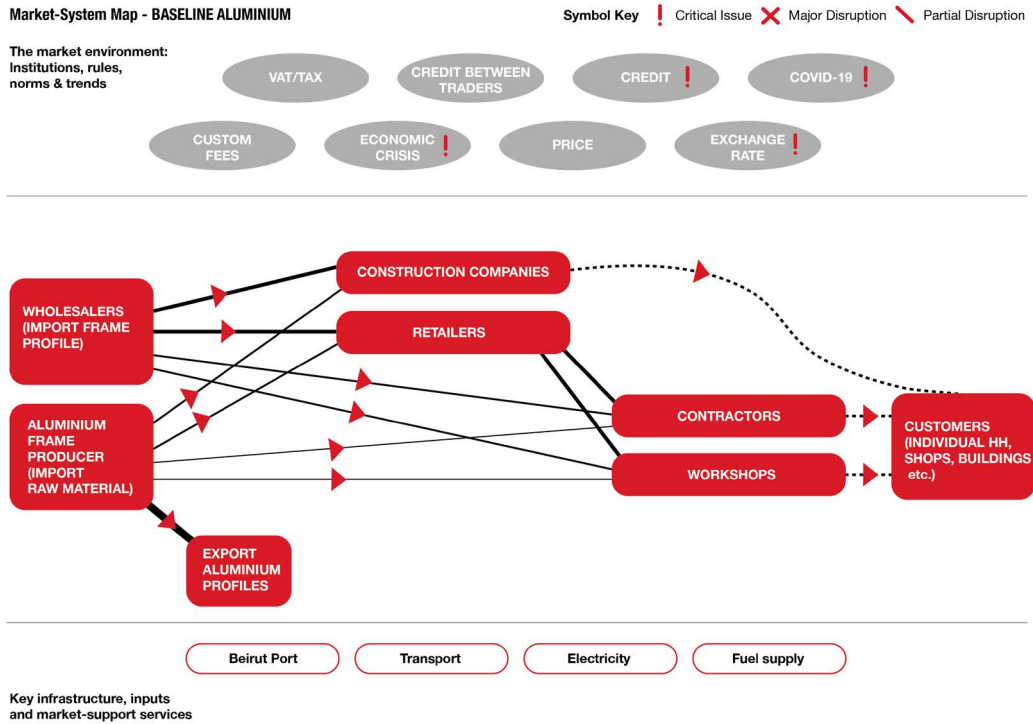 Market-System Map - BASELINE ALUMINIUM
Symbol Key
Critical Issue
Major Disruption
Partial Disruption
The market environment:
Institutions, rules,
norms & trends
VAT/TAX
CREDIT BETWEEN
TRADERS
CREDIT
COVID-19
CUSTOM
FEES
ECONOMIC
CRISIS
PRICE
EXCHANGE
RATE
WHOLESALERS
(IMPORT FRAME
PROFILE)
CONSTRUCTION COMPANIES
RETAILERS
ALUMINIUM
FRAME
PRODUCER
(IMPORT
RAW MATERIAL)
CONTRACTORS
WORKSHOPS
CUSTOMERS
(INDIVIDUAL HH,
SHOPS, BUILDINGS
etc.)
EXPORT
ALUMINIUM
PROFILES
Beirut Port
Transport
Electricity
Fuel supply
Key infrastructure, inputs
and market-support services